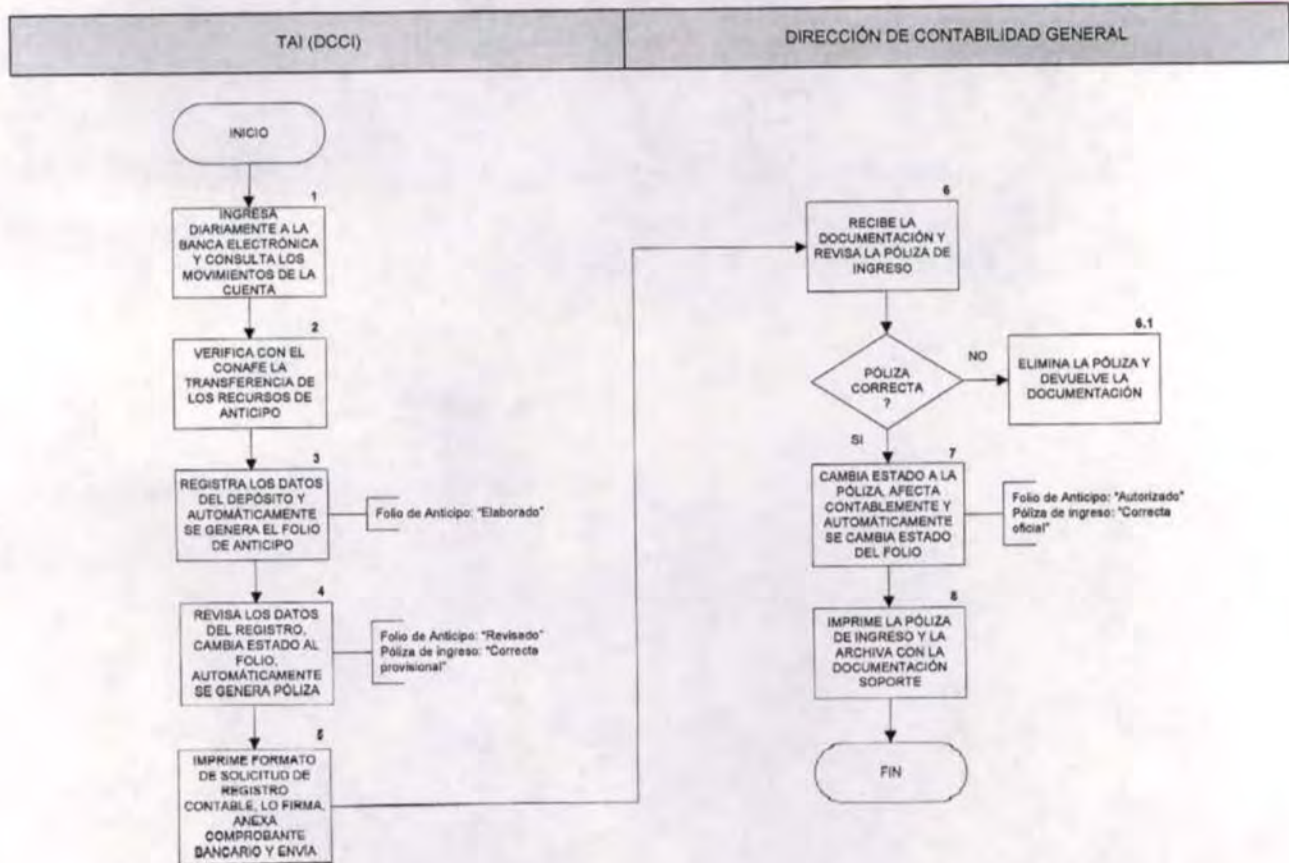 TAI (DCCI)
DIRECCIÓN DE CONTABILIDAD GENERAL
INICIO
1
INGRESA
DIARIAMENTE A LA
BANCA ELECTRÓNICA
Y CONSULTA LOS
MOVIMIENTOS DE LA
CUENTA
2
VERIFICA CON EL
CONAFE LA
TRANSFERENCIA DE
LOS RECURSOS DE
ANTICIPO
3
REGISTRA LOS DATOS
DEL DEPÓSITO Y
AUTOMÁTICAMENTE
SE GENERA EL FOLIO
DE ANTICIPO
Folio de Anticipo: "Elaborado"
4
REVISA LOS DATOS
DEL REGISTRO,
CAMBIA ESTADO AL
FOLIO,
AUTOMÁTICAMENTE
SE GENERA PÓLIZA
Folio de Anticipo: "Revisado"
Póliza de ingreso: "Correcta
provisional"
5
IMPRIME FORMATO
DE SOLICITUD DE
REGISTRO
CONTABLE, LO FIRMA,
ANEXA
COMPROBANTE
BANCARIO Y ENVÍA
6
RECIBE LA
DOCUMENTACIÓN Y
REVISA LA PÓLIZA DE
INGRESO
PÓLIZA
CORRECTA
?
NO
6.1
ELIMINA LA PÓLIZA Y
DEVUELVE LA
DOCUMENTACIÓN
SI
7
CAMBIA ESTADO A LA
PÓLIZA, AFECTA
CONTABLEMENTE Y
AUTOMÁTICAMENTE
SE CAMBIA ESTADO
DEL FOLIO
Folio de Anticipo: "Autorizado"
Póliza de ingreso: "Correcta
oficial"
8
IMPRIME LA PÓLIZA
DE INGRESO Y LA
ARCHIVA CON LA
DOCUMENTACIÓN
SOPORTE
FIN